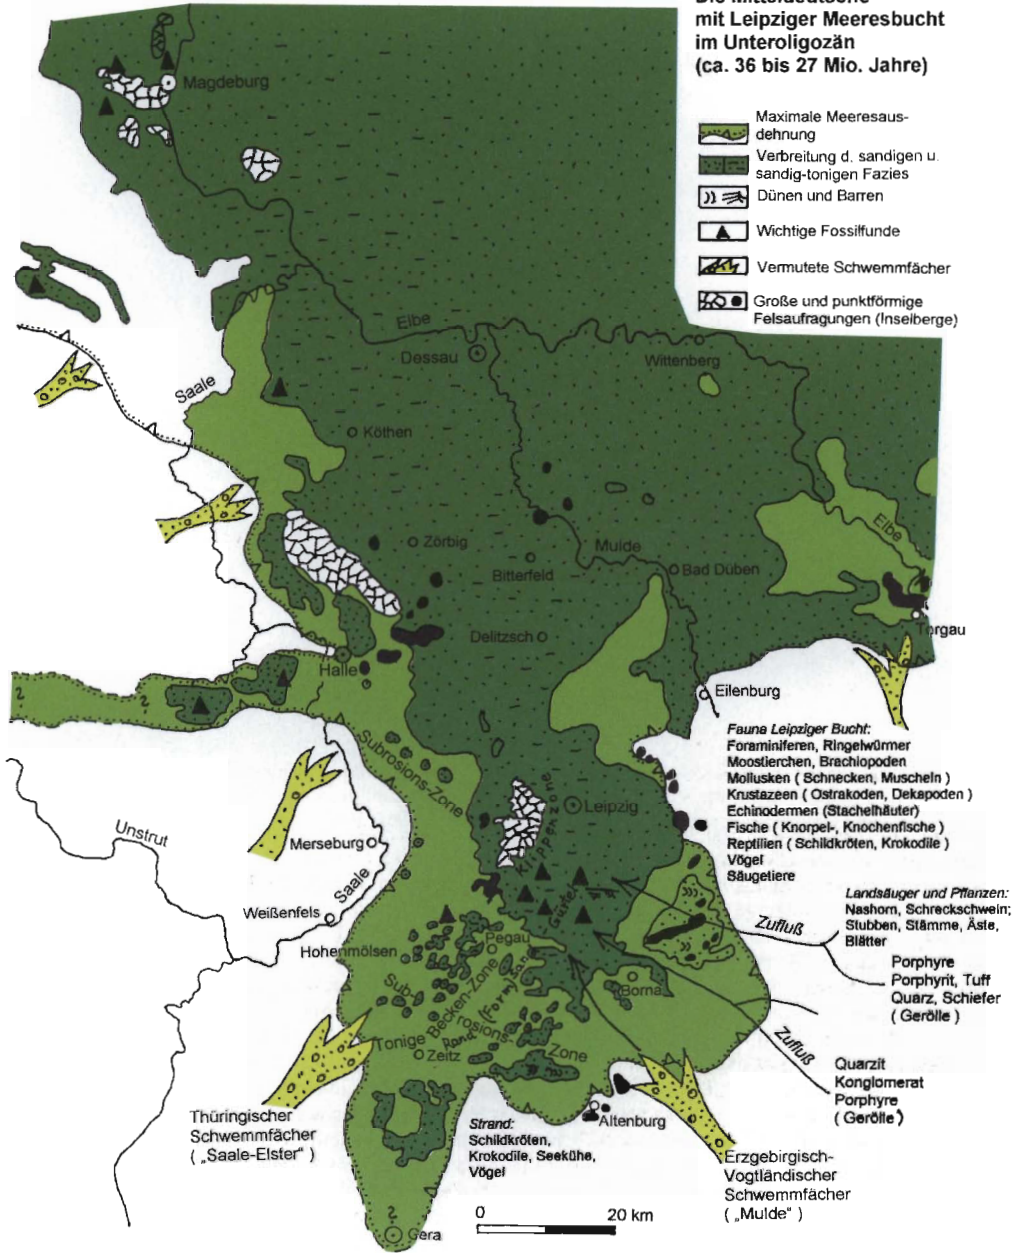 mit Leipziger Meeresbucht
im Unteroligozän
(ca. 36 bis 27 Mio. Jahre)
Maximale Meeresaus-
dehnung
Verbreitung d. sandigen u.
sandig-tonigen Fazies
Dünen und Barren
Wichtige Fossilfunde
Vermutete Schwemmfächer
Große und punktförmige
Felsaufragungen (Inselberge)
Magdeburg
Elbe
Dessau
Wittenberg
Saale
Köthen
Elbe
Zörbig
Mulde
Bitterfeld
Bad Düben
Delitzsch
Torgau
Halle
Eilenburg
Subrosions-Zone
Leipzig
Klippenzone
Gürtel
Unstrut
Merseburg
Saale
Weißenfels
Hohenmölsen
Pegau
Borna
Sub-
rosions-
Zone
Tonige Becken-Zone
Rand (Formsand
Zeitz
Altenburg
Gera
Fauna Leipziger Bucht:
Foraminiferen, Ringelwürmer
Moostierchen, Brachiopoden
Mollusken ( Schnecken, Muscheln )
Krustazeen ( Ostrakoden, Dekapoden )
Echinodermen (Stachelhäuter)
Fische ( Knorpel-, Knochenfische )
Reptilien ( Schildkröten, Krokodile )
Vögel
Säugetiere
Landsäuger und Pflanzen:
Nashorn, Schreckschwein;
Stubben, Stämme, Äste,
Blätter
Zufluß
Porphyre
Porphyrit, Tuff
Quarz, Schiefer
( Gerölle )
Zufluß
Quarzit
Konglomerat
Porphyre
( Gerölle )
Thüringischer
Schwemmfächer
( „Saale-Elster" )
Strand:
Schildkröten,
Krokodile, Seekühe,
Vögel
Erzgebirgisch-
Vogtländischer
Schwemmfächer
( „Mulde" )
0 20 km